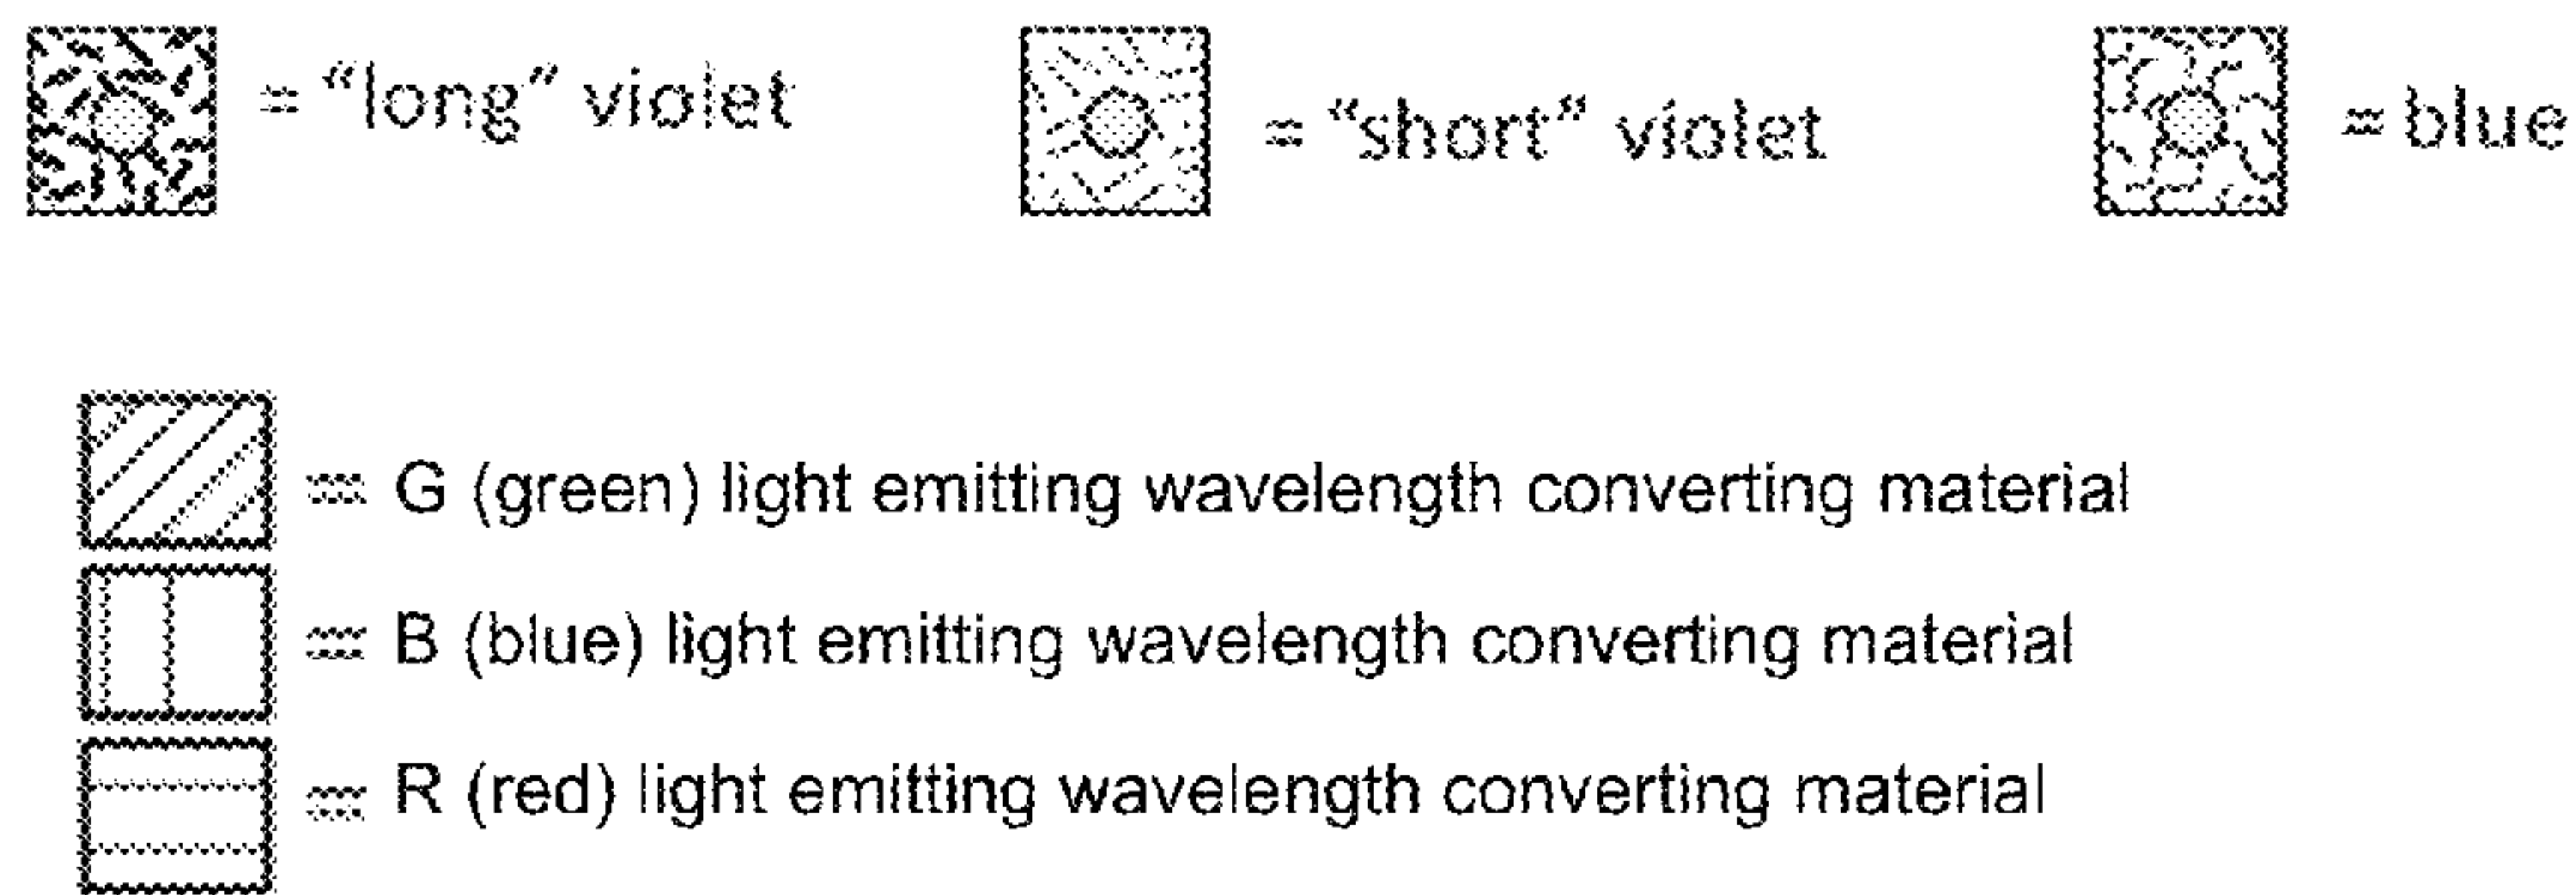 = “long” violet
= “short” violet
= blue
= G (green) light emitting wavelength converting material
= B (blue) light emitting wavelength converting material
= R (red) light emitting wavelength converting material